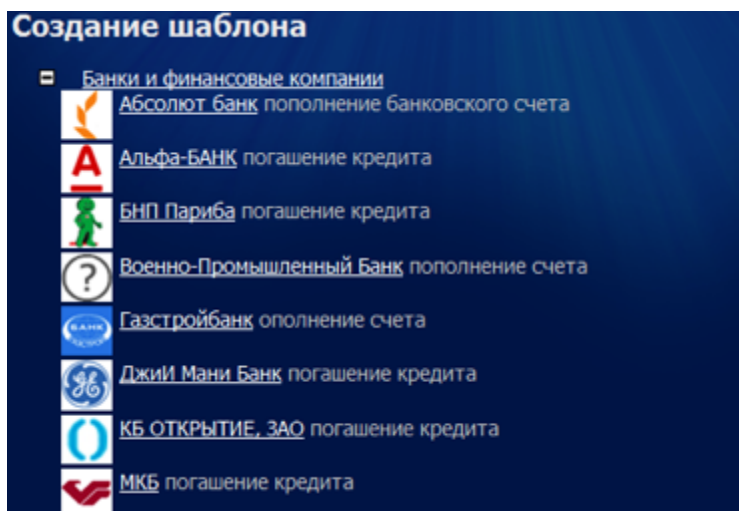 Создание шаблона
Банки и финансовые компании
Абсолют банк пополнение банковского счета
А
Альфа-БАНК погашение кредита
БНП Париба погашение кредита
?
Военно-Промышленный Банк пополнение счета
БАНК
Газстройбанк ополнение счета
ДжиИ Мани Банк погашение кредита
КБ ОТКРЫТИЕ, ЗАО погашение кредита
МКБ погашение кредита